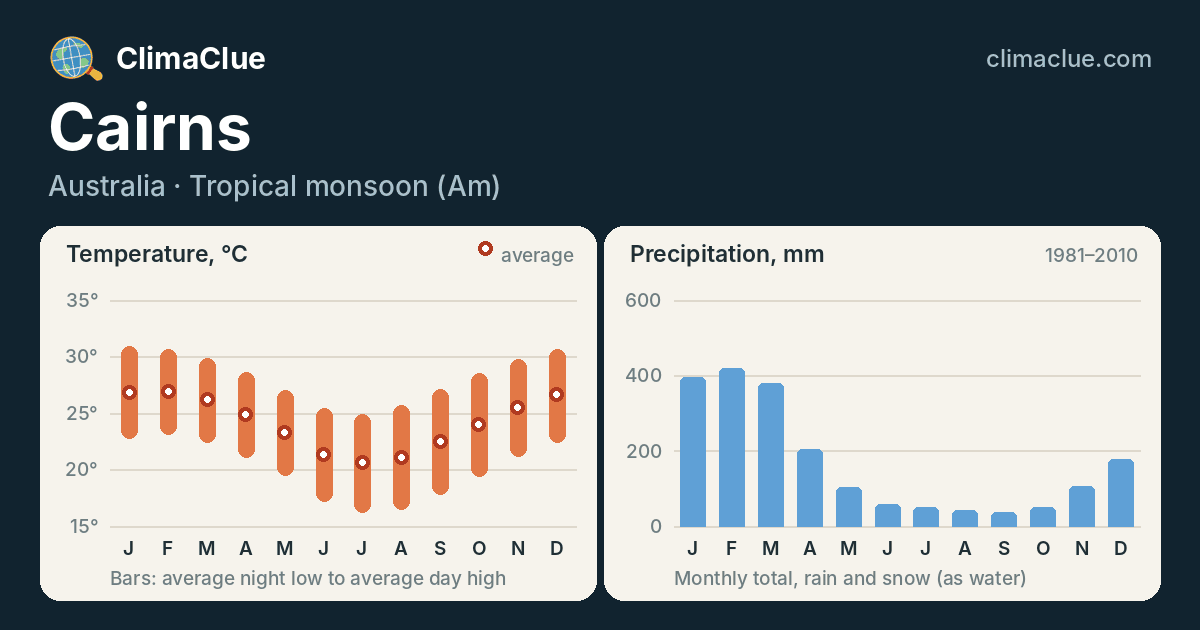 ClimaClue
climaclue.com
Cairns
Australia · Tropical monsoon (Am)
Temperature, °C
average
35°
30°
25°
20°
15°
J F M A M J J A S O N D
Bars: average night low to average day high
Precipitation, mm
1981–2010
600
400
200
0
J F M A M J J A S O N D
Monthly total, rain and snow (as water)